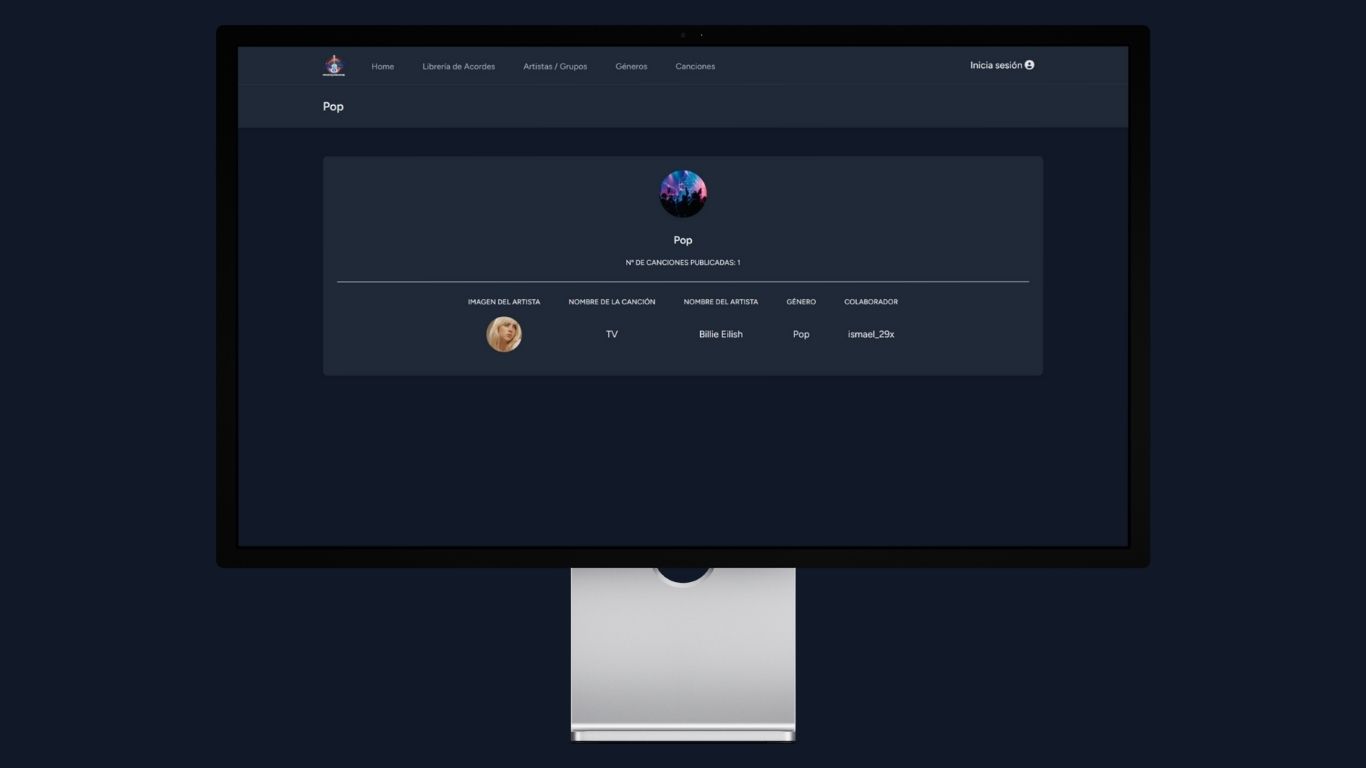 Home Librería de Acordes Artistas / Grupos Géneros Canciones Inicia sesión
Pop
Pop
Nº DE CANCIONES PUBLICADAS: 1
IMAGEN DEL ARTISTA NOMBRE DE LA CANCIÓN NOMBRE DEL ARTISTA GÉNERO COLABORADOR
TV Billie Eilish Pop ismael_29x